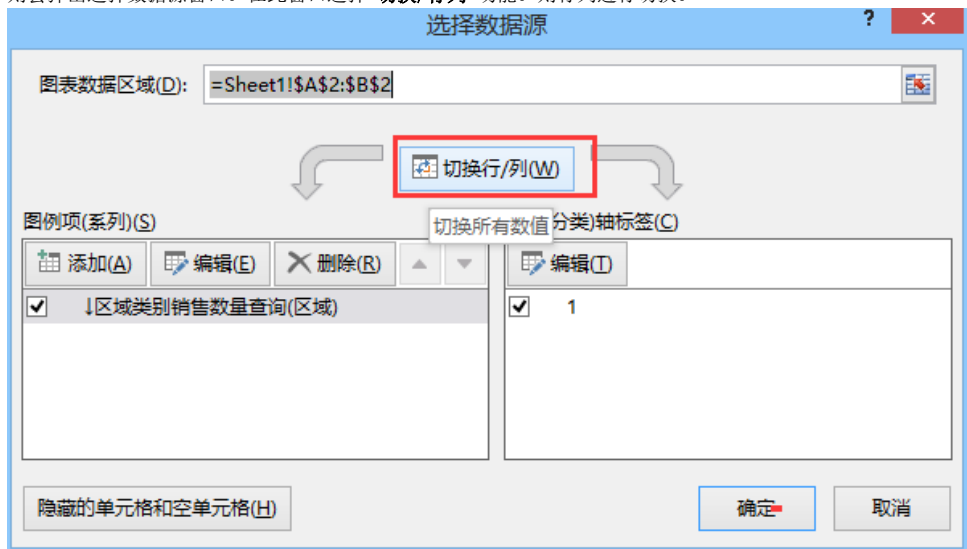 选择数据源
?
图表数据区域(D): =Sheet1!$A$2:$B$2
切换行/列(W)
切换所有数值
图例项(系列)(S)
分类)轴标签(C)
添加(A) 编辑(E) 删除(R)
编辑(T)
↓区域类别销售数量查询(区域)
1
隐藏的单元格和空单元格(H)
确定
取消